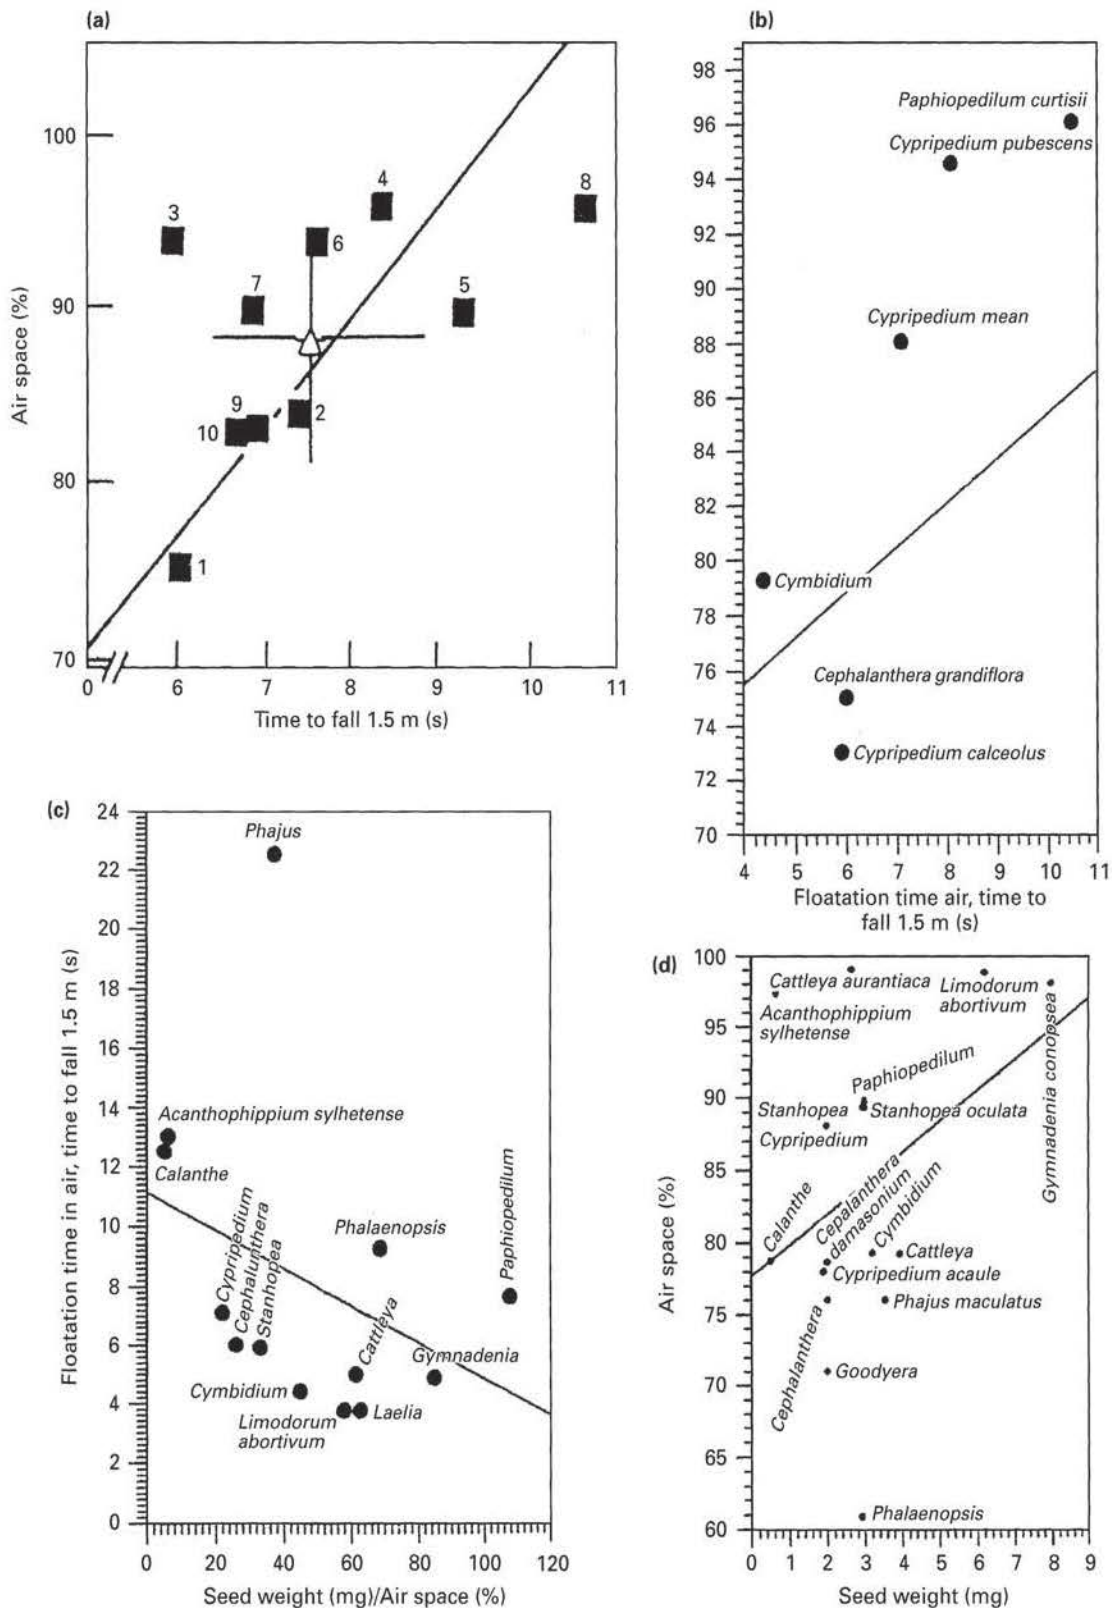 (a)
Air space (%)
100
90
80
70
3
4
8
6
7
5
9
10
2
1
0
6
7
8
9
10
11
Time to fall 1.5 m (s)
(b)
98
96
94
92
90
88
86
84
82
80
78
76
74
72
70
Paphiopedilum curtisii
Cypripedium pubescens
Cypripedium mean
Cymbidium
Cephalanthera grandiflora
Cypripedium calceolus
4
5
6
7
8
9
10
11
Floatation time air, time to
fall 1.5 m (s)
(c)
Floatation time in air, time to fall 1.5 m (s)
24
22
20
18
16
14
12
10
8
6
4
2
0
Phajus
Acanthophippium sylhetense
Calanthe
Cypripedium
Cephalunthera
Stanhopea
Phalaenopsis
Paphiopedilum
Cattleya
Gymnadenia
Cymbidium
Limodorum
abortivum
Laelia
0
20
40
60
80
100
120
Seed weight (mg)/Air space (%)
(d)
Air space (%)
100
95
90
85
80
75
70
65
60
Cattleya aurantiaca
Acanthophippium
sylhetense
Limodorum
abortivum
Gymnadenia conopsea
Paphiopedilum
Stanhopea
Stanhopea oculata
Cypripedium
Calanthe
Cepalanthera
damasonium
Cymbidium
Cattleya
Cypripedium acaule
Phajus maculatus
Cephalanthera
Goodyera
Phalaenopsis
0
1
2
3
4
5
6
7
8
9
Seed weight (mg)